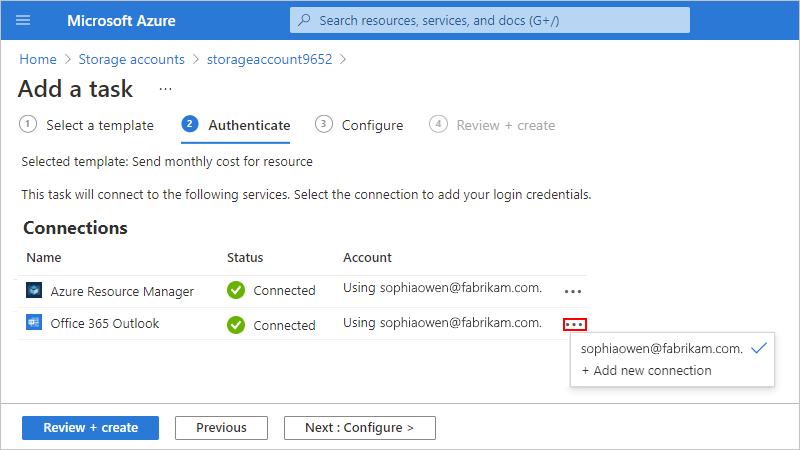 Microsoft Azure
Search resources, services, and docs (G+/)
Home > Storage accounts > storageaccount9652 >
Add a task ...
1 Select a template 2 Authenticate 3 Configure 4 Review + create
Selected template: Send monthly cost for resource
This task will connect to the following services. Select the connection to add your login credentials.
Connections
Name Status Account
Azure Resource Manager Connected Using sophiaowen@fabrikam.com. ...
Office 365 Outlook Connected Using sophiaowen@fabrikam.com. ...
sophiaowen@fabrikam.com.
+ Add new connection
Review + create Previous Next : Configure >